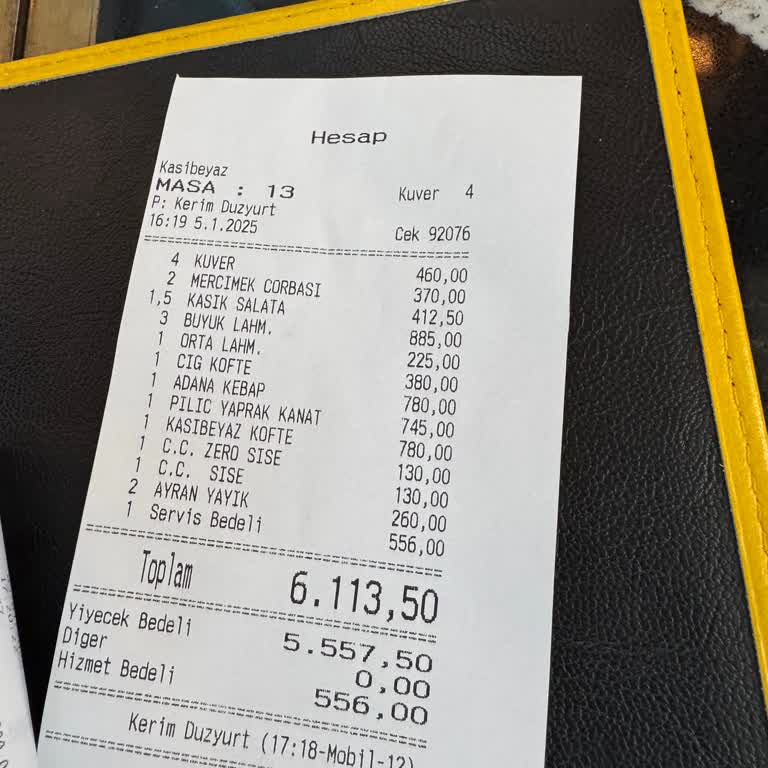 Hesap
Kasibeyaz
MASA : 13 Kuver 4
P: Kerim Duzyurt
16:19 5.1.2025 Cek 92076
4 KUVER 460,00
2 MERCIMEK CORBASI 370,00
1,5 KASIK SALATA 412,50
3 BUYUK LAHM. 885,00
1 ORTA LAHM. 225,00
1 CIG KOFTE 380,00
1 ADANA KEBAP 780,00
1 PILIC YAPRAK KANAT 745,00
1 KASIBEYAZ KOFTE 780,00
1 C.C. ZERO SISE 130,00
1 C.C. SISE 130,00
2 AYRAN YAYIK 260,00
1 Servis Bedeli 556,00
Toplam 6.113,50
Yiyecek Bedeli 5.557,50
Diger 0,00
Hizmet Bedeli 556,00
Kerim Duzyurt (17:18-Mobil-12)